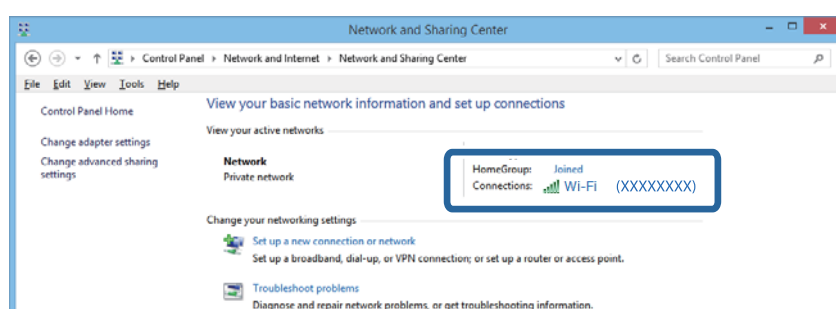 Network and Sharing Center
Control Panel Network and Internet Network and Sharing Center
Search Control Panel
File Edit View Tools Help
Control Panel Home
Change adapter settings
Change advanced sharing
settings
View your basic network information and set up connections
View your active networks
Network
Private network
HomeGroup: Joined
Connections: Wi-Fi (XXXXXXXX)
Change your networking settings
Set up a new connection or network
Set up a broadband, dial-up, or VPN connection; or set up a router or access point.
Troubleshoot problems
Diagnose and repair network problems, or get troubleshooting information.